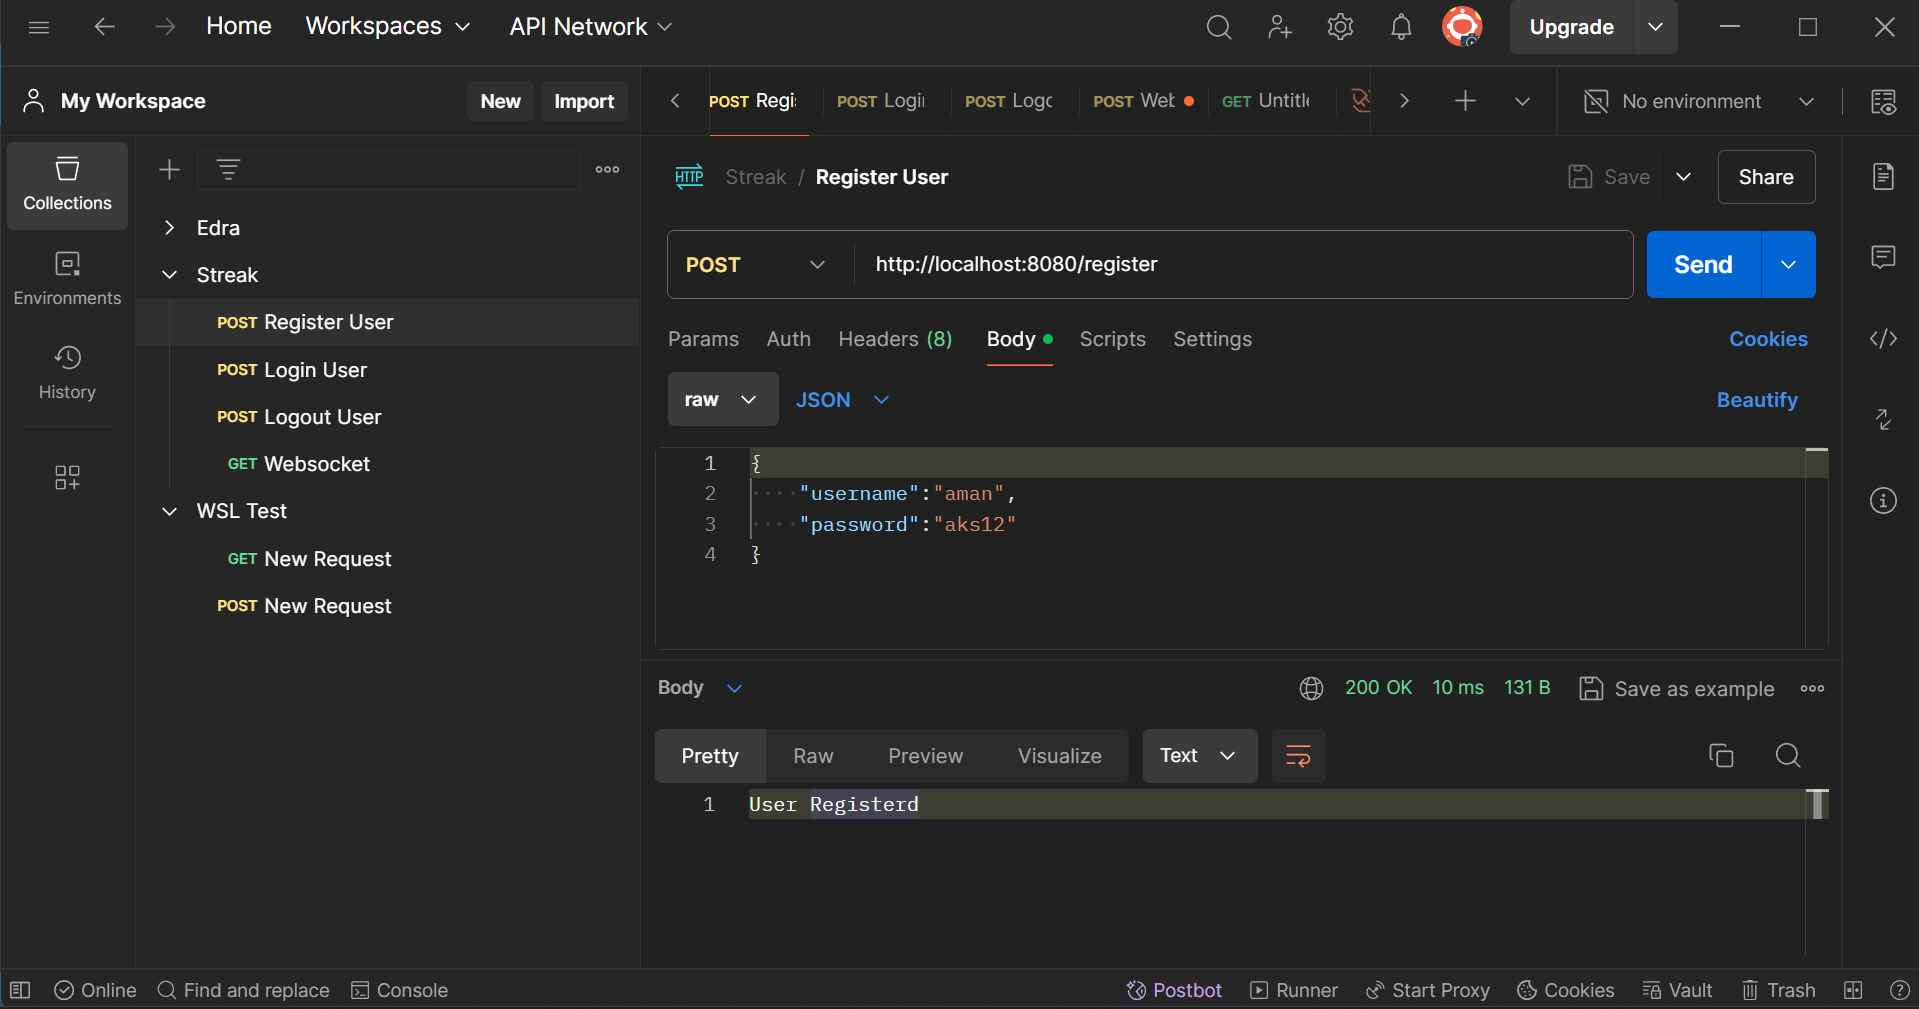 Home Workspaces API Network Upgrade
My Workspace New Import
POST Regi POST Logi POST Logo POST Web GET Untitle No environment
Collections
Environments
History
Edra
Streak
POST Register User
POST Login User
POST Logout User
GET Websocket
WSL Test
GET New Request
POST New Request
HTTP Streak / Register User Save Share
POST http://localhost:8080/register Send
Params Auth Headers (8) Body Scripts Settings Cookies
raw JSON Beautify
1 {
2 "username":"aman",
3 "password":"aks12"
4 }
Body 200 OK 10 ms 131 B Save as example
Pretty Raw Preview Visualize Text
1 User Registerd
Online Find and replace Console Postbot Runner Start Proxy Cookies Vault Trash